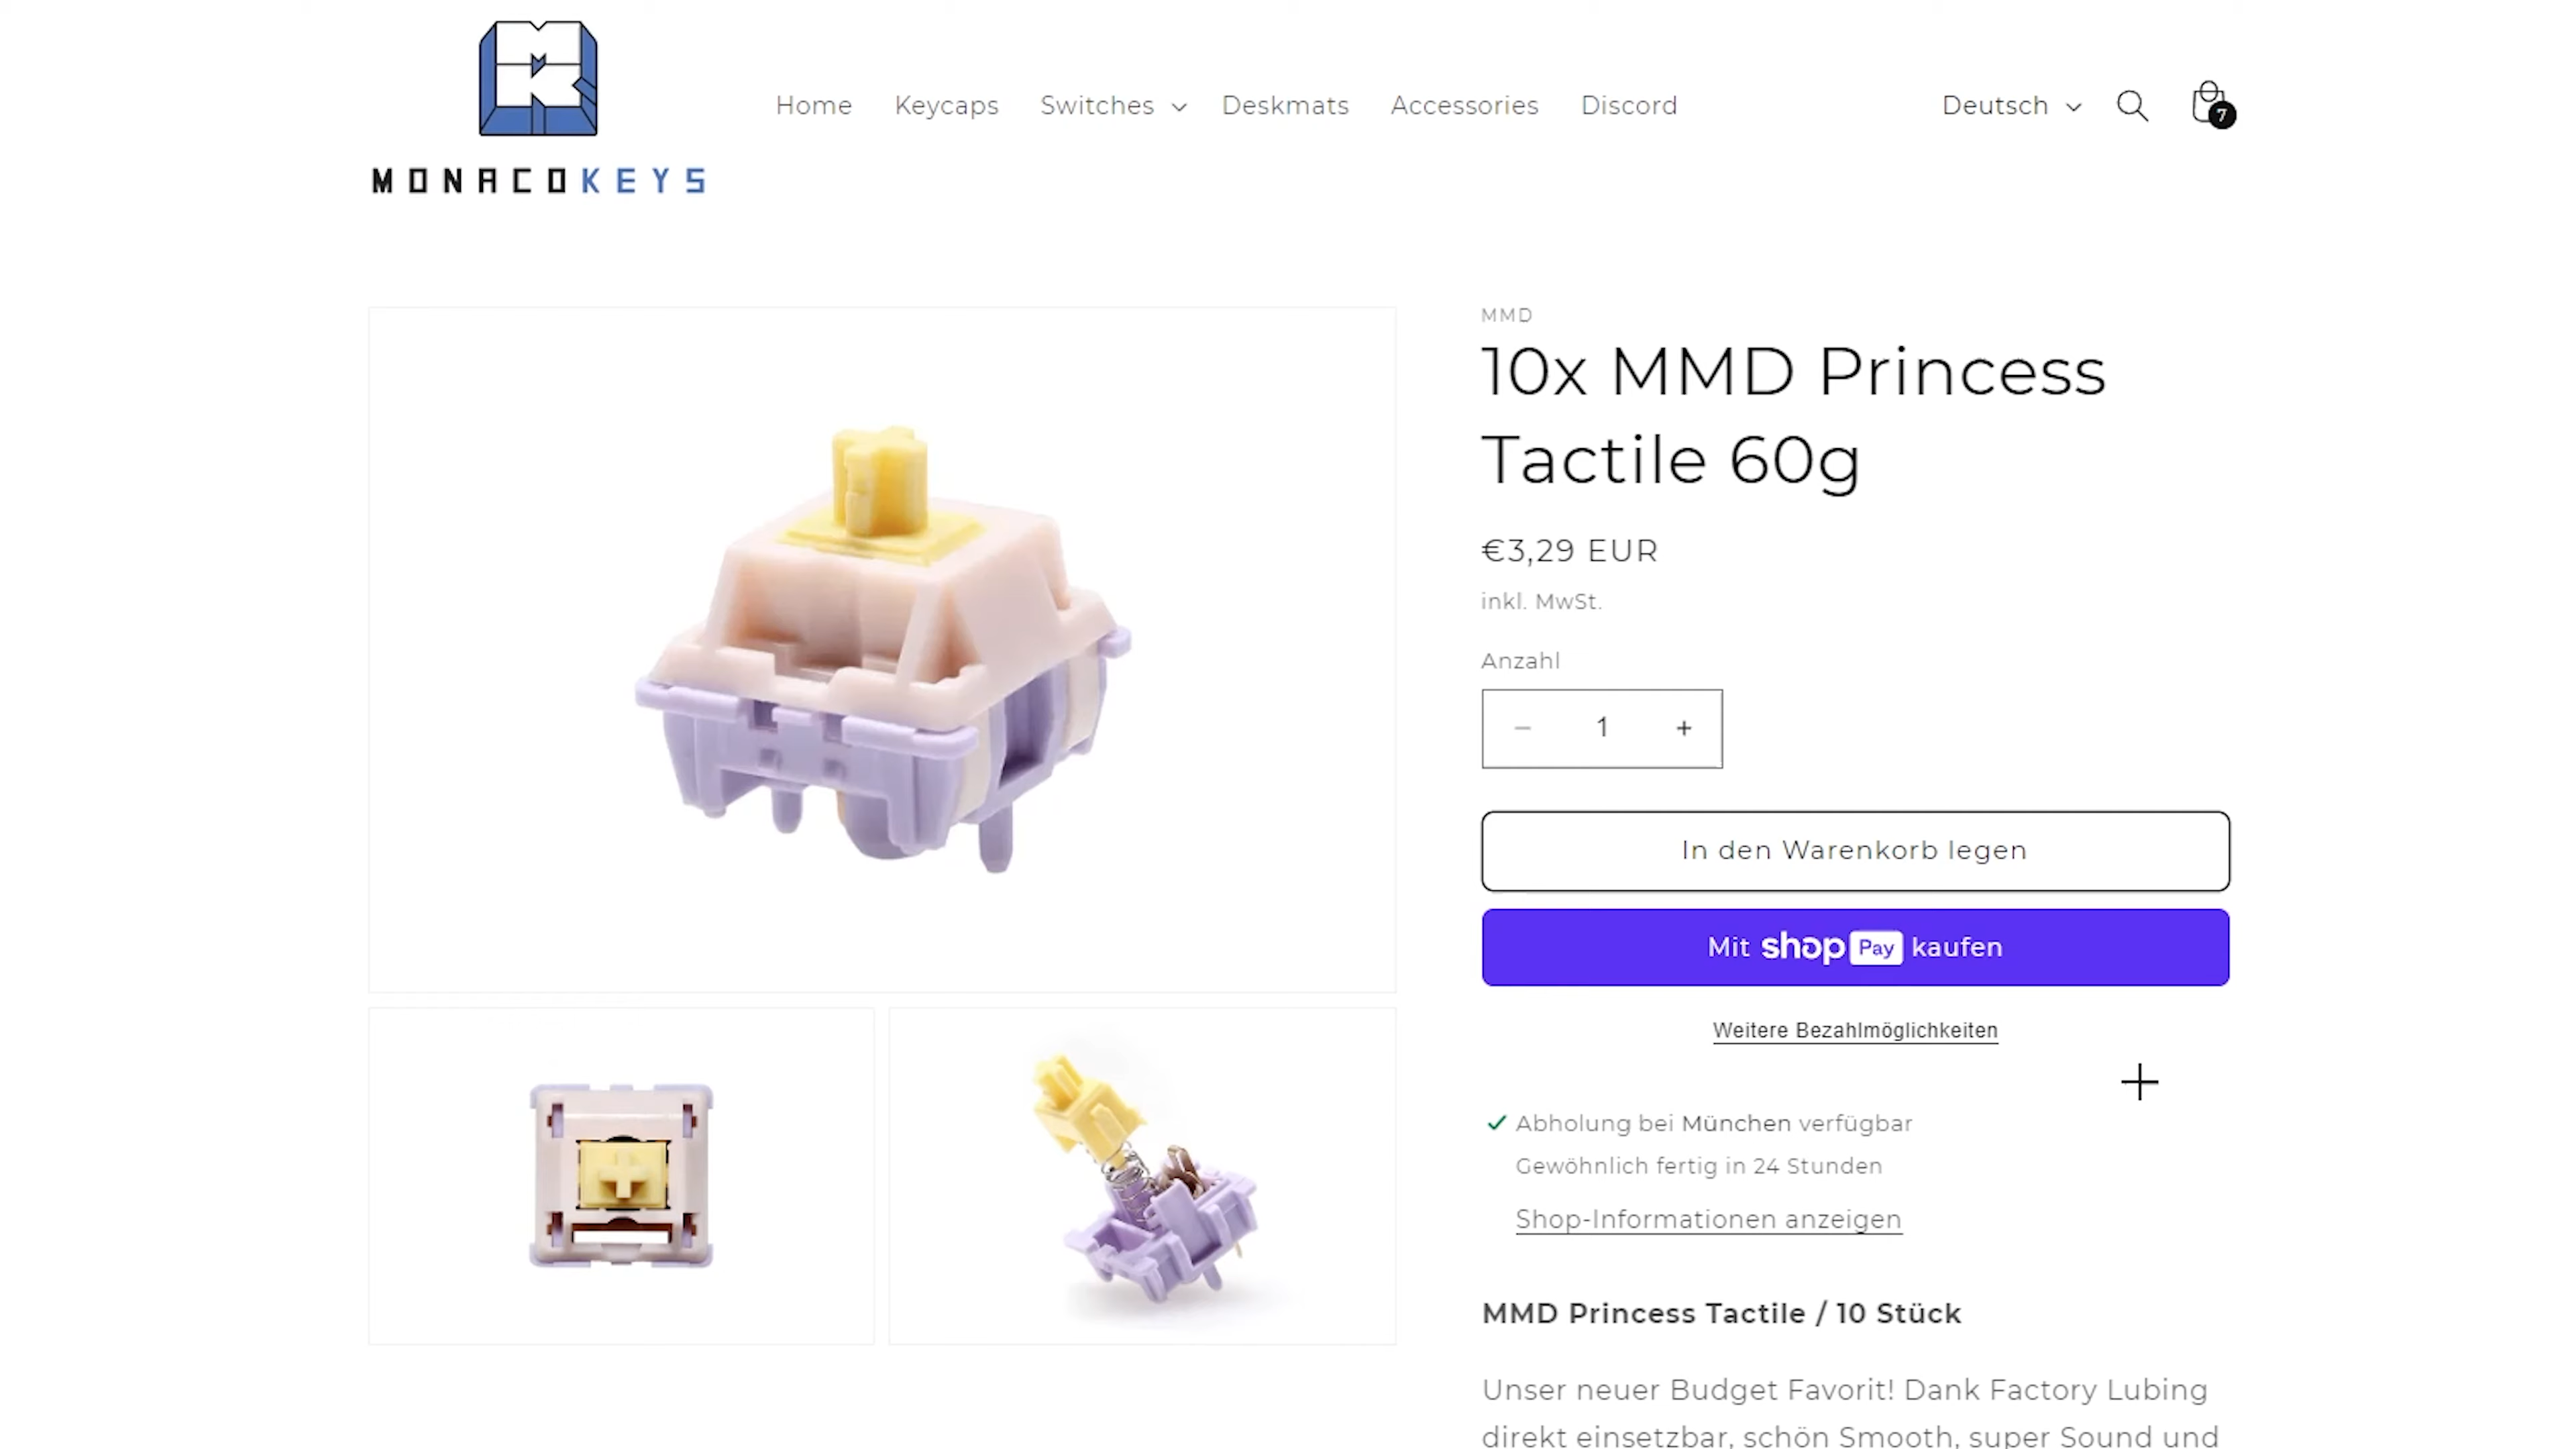 MONACOKEYS
Home Keycaps Switches Deskmats Accessories Discord
Deutsch
7
MMD
10x MMD Princess
Tactile 60g
€3,29 EUR
inkl. MwSt.
Anzahl
− 1 +
In den Warenkorb legen
Mit shop Pay kaufen
Weitere Bezahlmöglichkeiten
Abholung bei München verfügbar
Gewöhnlich fertig in 24 Stunden
Shop-Informationen anzeigen
MMD Princess Tactile / 10 Stück
Unser neuer Budget Favorit! Dank Factory Lubing
direkt einsetzbar, schön Smooth, super Sound und